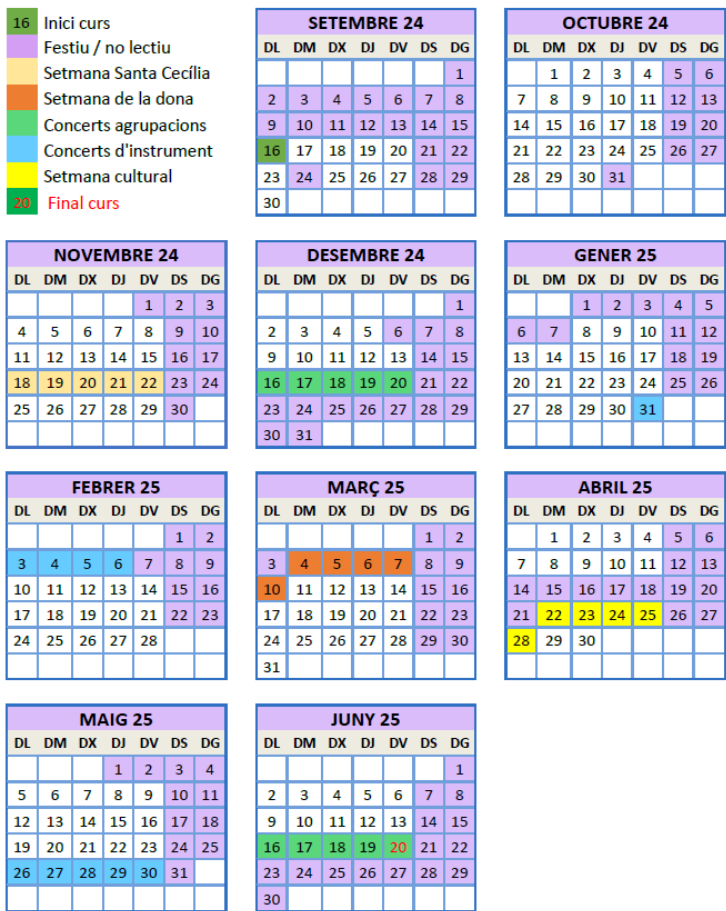 16 Inici curs
Festiu / no lectiu
Setmana Santa Cecília
Setmana de la dona
Concerts agrupacions
Concerts d'instrument
Setmana cultural
20 Final curs
SETEMBRE 24
DL DM DX DJ DV DS DG
1
2 3 4 5 6 7 8
9 10 11 12 13 14 15
16 17 18 19 20 21 22
23 24 25 26 27 28 29
30
OCTUBRE 24
DL DM DX DJ DV DS DG
1 2 3 4 5 6
7 8 9 10 11 12 13
14 15 16 17 18 19 20
21 22 23 24 25 26 27
28 29 30 31
NOVEMBRE 24
DL DM DX DJ DV DS DG
1 2 3
4 5 6 7 8 9 10
11 12 13 14 15 16 17
18 19 20 21 22 23 24
25 26 27 28 29 30
DESEMBRE 24
DL DM DX DJ DV DS DG
1
2 3 4 5 6 7 8
9 10 11 12 13 14 15
16 17 18 19 20 21 22
23 24 25 26 27 28 29
30 31
GENER 25
DL DM DX DJ DV DS DG
1 2 3 4 5
6 7 8 9 10 11 12
13 14 15 16 17 18 19
20 21 22 23 24 25 26
27 28 29 30 31
FEBRER 25
DL DM DX DJ DV DS DG
1 2
3 4 5 6 7 8 9
10 11 12 13 14 15 16
17 18 19 20 21 22 23
24 25 26 27 28
MARÇ 25
DL DM DX DJ DV DS DG
1 2
3 4 5 6 7 8 9
10 11 12 13 14 15 16
17 18 19 20 21 22 23
24 25 26 27 28 29 30
31
ABRIL 25
DL DM DX DJ DV DS DG
1 2 3 4 5 6
7 8 9 10 11 12 13
14 15 16 17 18 19 20
21 22 23 24 25 26 27
28 29 30
MAIG 25
DL DM DX DJ DV DS DG
1 2 3 4
5 6 7 8 9 10 11
12 13 14 15 16 17 18
19 20 21 22 23 24 25
26 27 28 29 30 31
JUNY 25
DL DM DX DJ DV DS DG
1
2 3 4 5 6 7 8
9 10 11 12 13 14 15
16 17 18 19 20 21 22
23 24 25 26 27 28 29
30